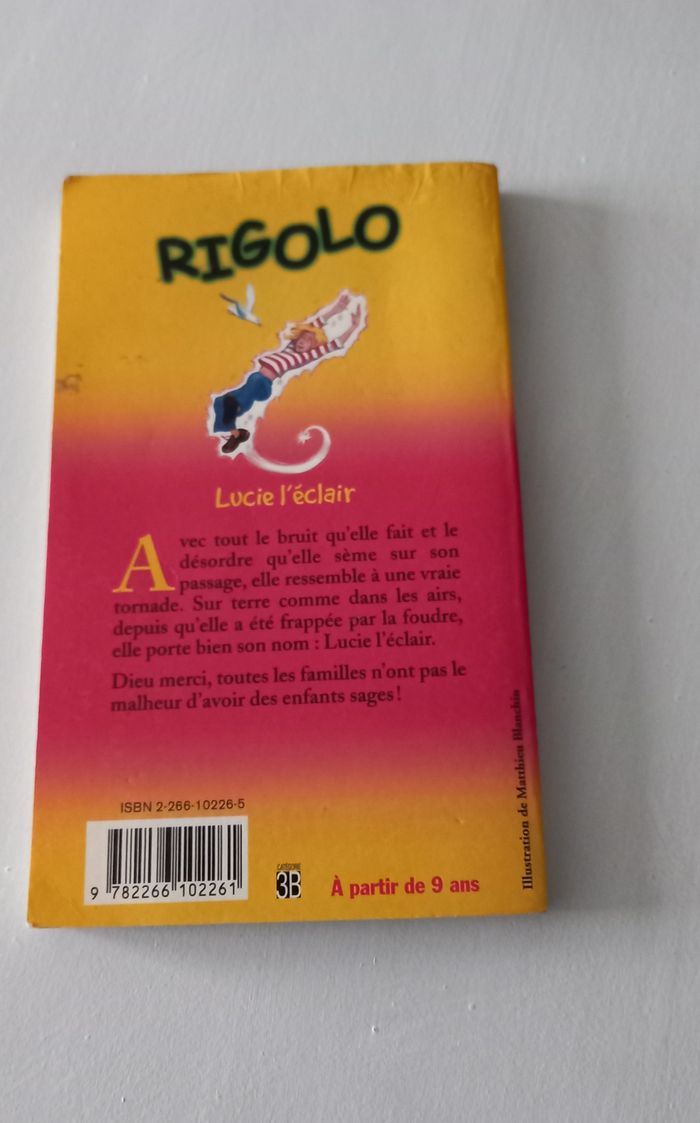 RIGOLO
Lucie l'éclair
Avec tout le bruit qu'elle fait et le
désordre qu'elle sème sur son
passage, elle ressemble à une vraie
tornade. Sur terre comme dans les airs,
depuis qu'elle a été frappée par la foudre,
elle porte bien son nom : Lucie l'éclair.
Dieu merci, toutes les familles n'ont pas le
malheur d'avoir des enfants sages !
Illustration de Matthieu Blanchin
ISBN 2-266-10226-5
9 782266 102261
CATÉGORIE
3B
À partir de 9 ans